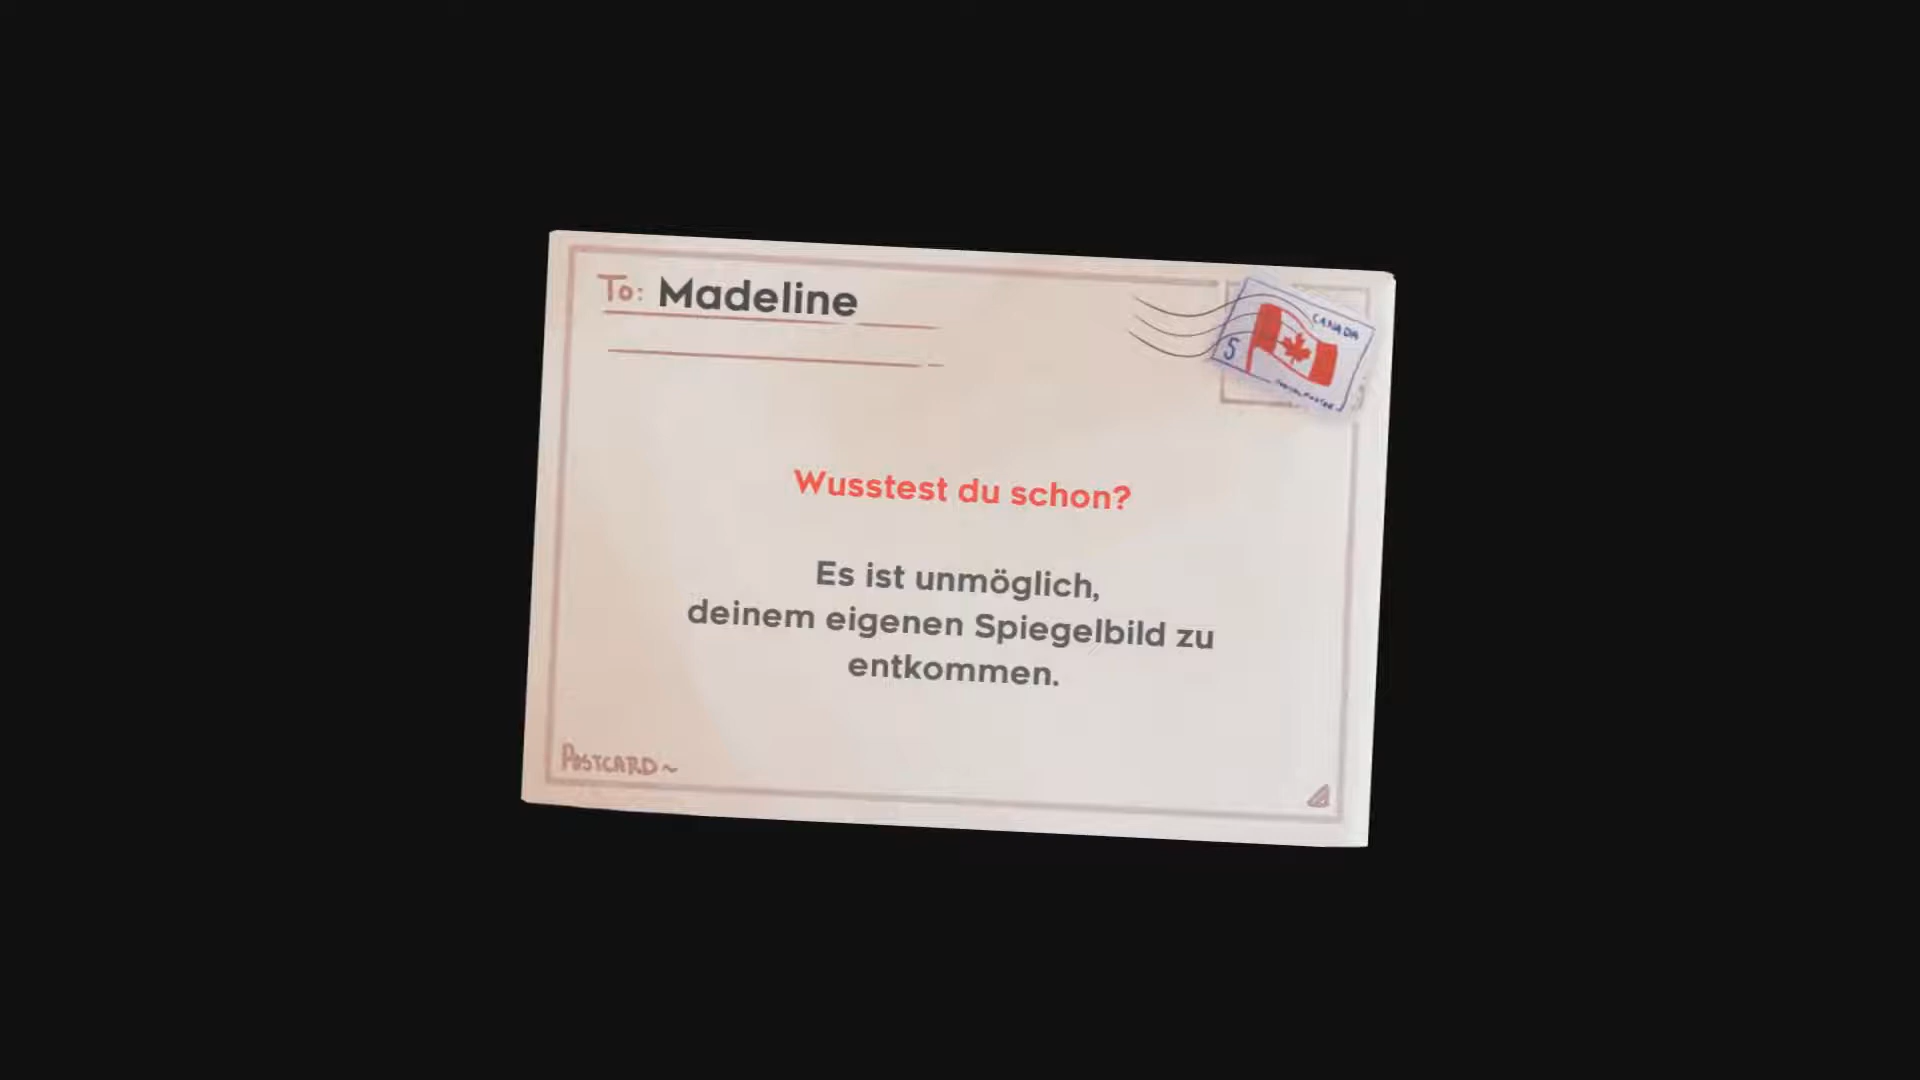 To: Madeline
CANADA
5
Wusstest du schon?
Es ist unmöglich,
deinem eigenen Spiegelbild zu
entkommen.
POSTCARD~